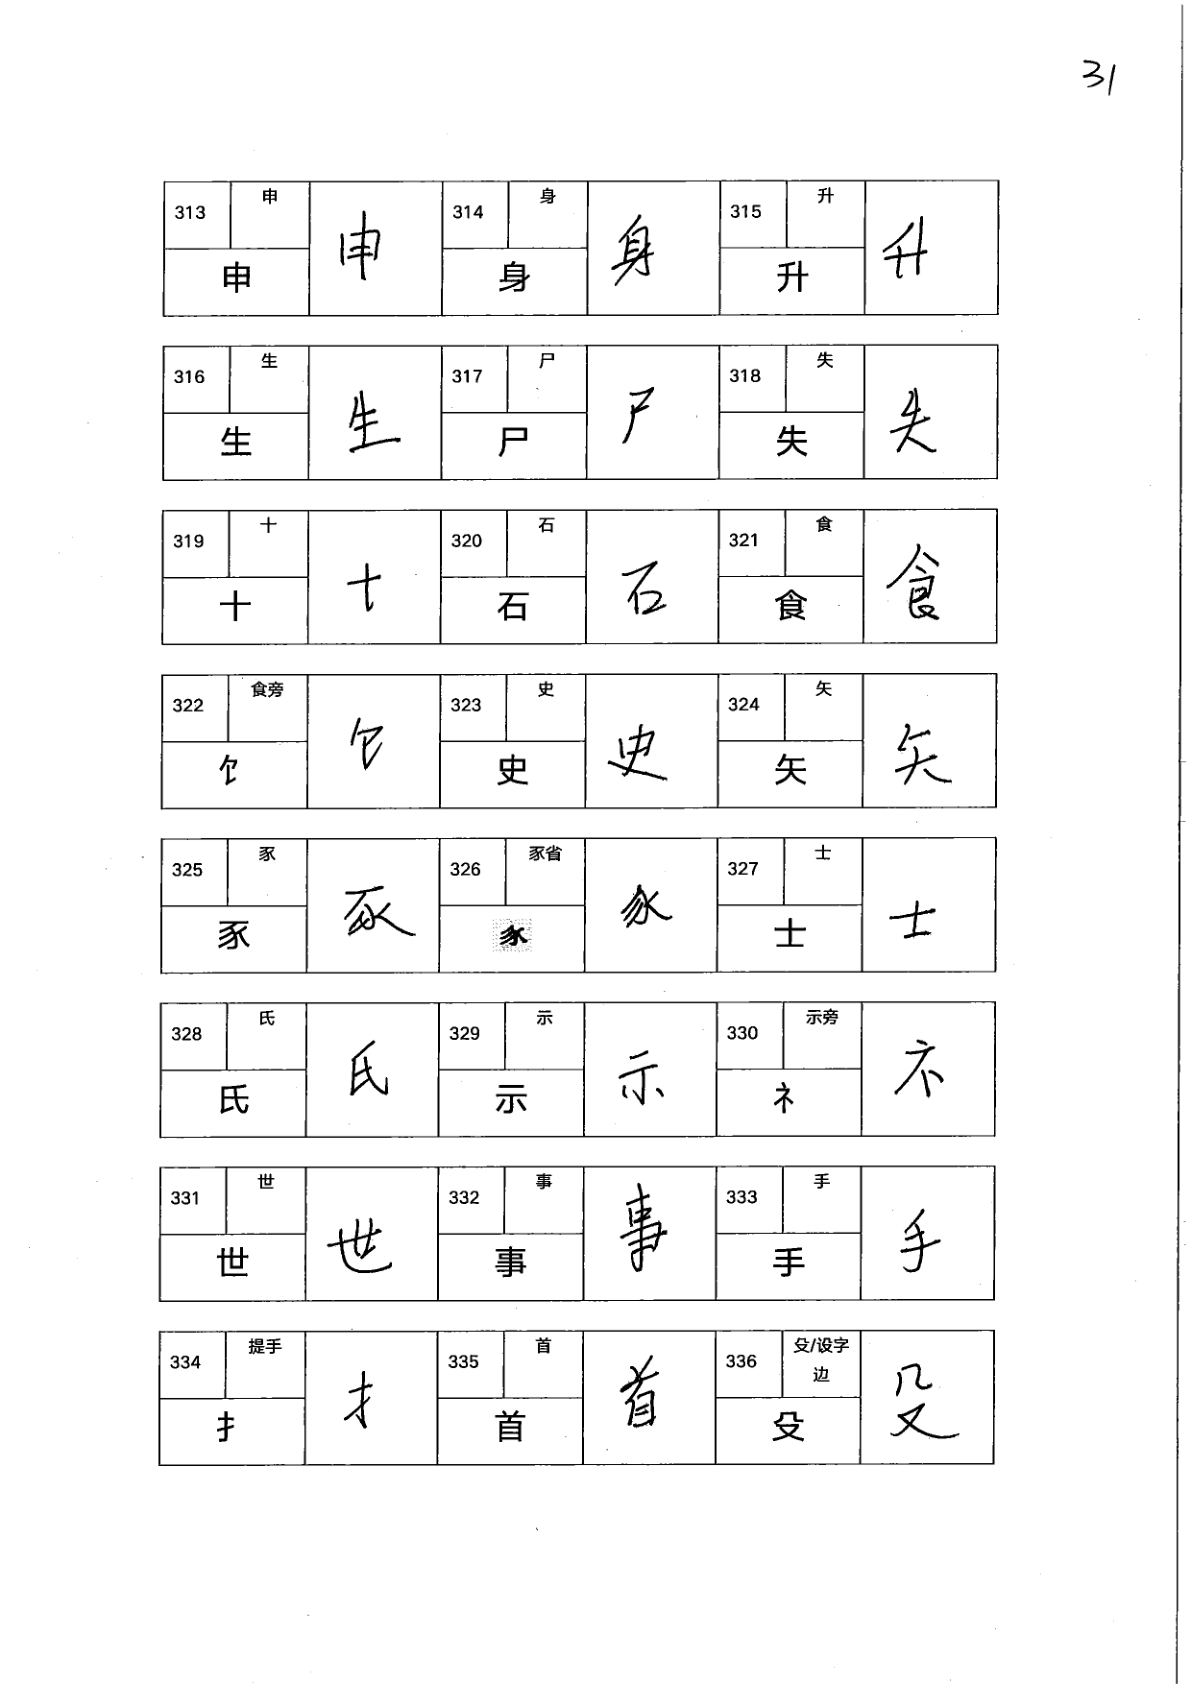 31
313 申 申 314 身 身 315 升 升
申 身 升
316 生 生 317 尸 尸 318 失 失
生 尸 失
319 十 十 320 石 石 321 食 食
十 石 食
322 食旁 饣 323 史 史 324 矢 矢
饣 史 矢
325 豕 豕 326 豕省 327 士 士
豕 士
328 氏 氏 329 示 示 330 示旁 礻
氏 示 礻
331 世 世 332 事 事 333 手 手
世 事 手
334 提手 扌 335 首 首 336 殳/设字边 殳
扌 首 殳